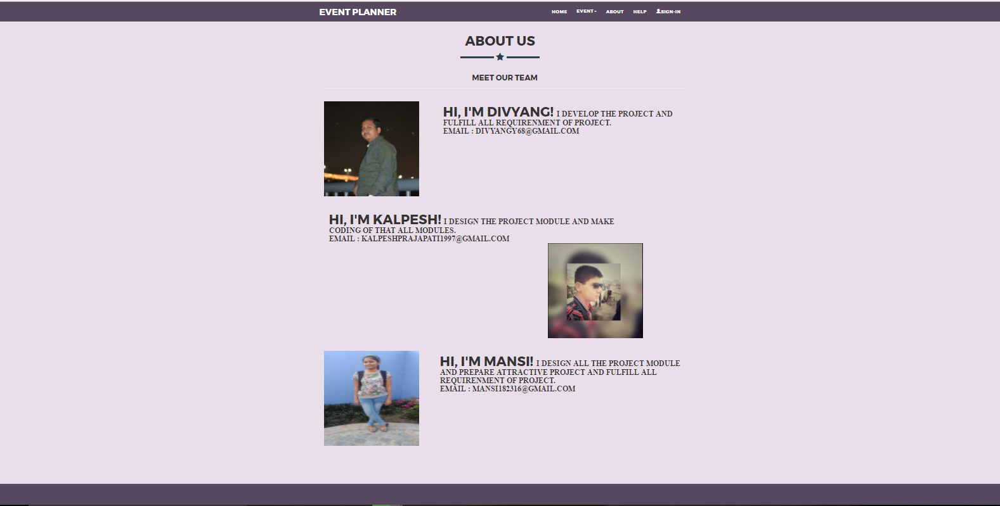 EVENT PLANNER
HOME EVENT ABOUT HELP SIGN-IN
ABOUT US
MEET OUR TEAM
HI, I'M DIVYANG! I DEVELOP THE PROJECT AND
FULFILL ALL REQUIRENMENT OF PROJECT.
EMAIL : DIVYANGY68@GMAIL.COM
HI, I'M KALPESH! I DESIGN THE PROJECT MODULE AND MAKE
CODING OF THAT ALL MODULES.
EMAIL : KALPESHPRAJAPATI1997@GMAIL.COM
HI, I'M MANSI! I DESIGN ALL THE PROJECT MODULE
AND PREPARE ATTRACTIVE PROJECT AND FULFILL ALL
REQUIRENMENT OF PROJECT.
EMAIL : MANSI182316@GMAIL.COM